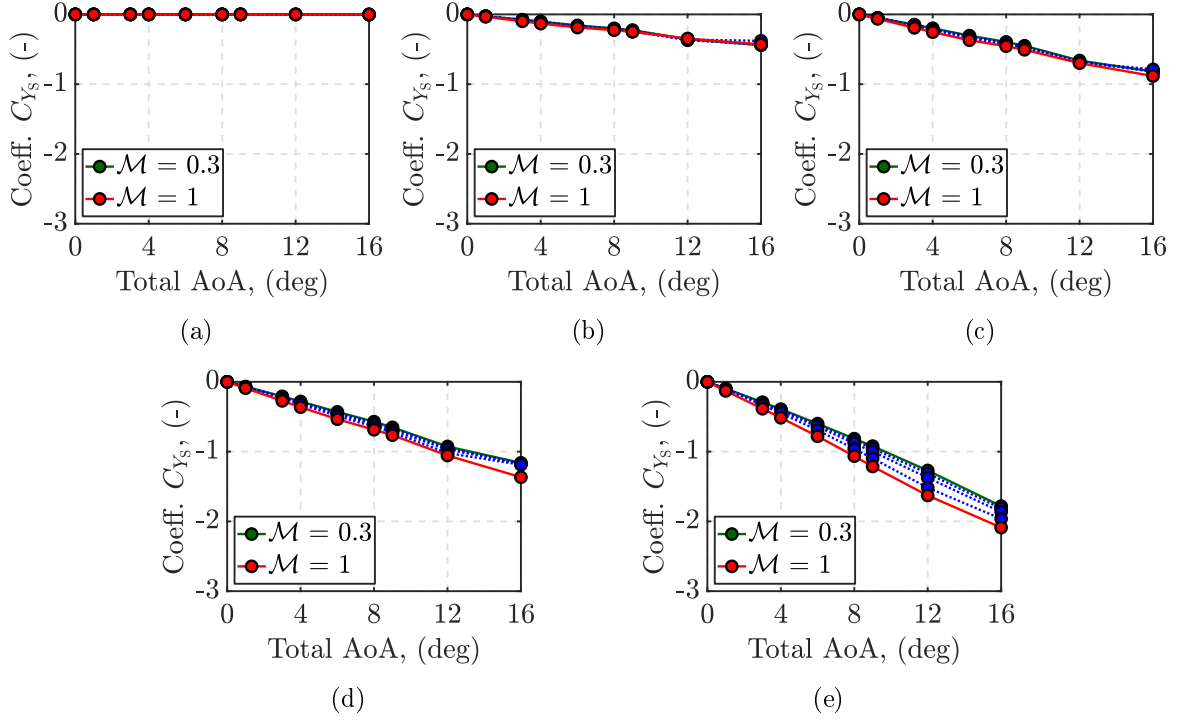 0
-1
-2
-3
Coeff. C_{Y_S}, (-)
M = 0.3
M = 1
0 4 8 12 16
Total AoA, (deg)
(a)
0
-1
-2
-3
Coeff. C_{Y_S}, (-)
M = 0.3
M = 1
0 4 8 12 16
Total AoA, (deg)
(b)
0
-1
-2
-3
Coeff. C_{Y_S}, (-)
M = 0.3
M = 1
0 4 8 12 16
Total AoA, (deg)
(c)
0
-1
-2
-3
Coeff. C_{Y_S}, (-)
M = 0.3
M = 1
0 4 8 12 16
Total AoA, (deg)
(d)
0
-1
-2
-3
Coeff. C_{Y_S}, (-)
M = 0.3
M = 1
0 4 8 12 16
Total AoA, (deg)
(e)